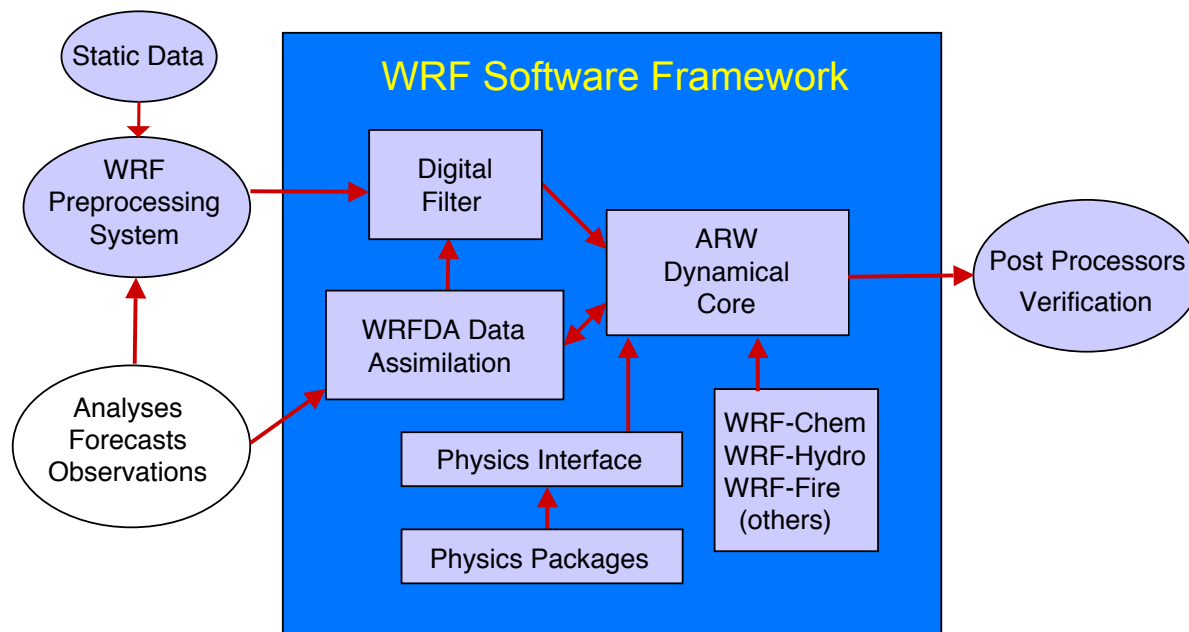 Static Data
WRF Software Framework
WRF
Preprocessing
System
Digital
Filter
ARW
Dynamical
Core
Post Processors
Verification
WRFDA Data
Assimilation
Analyses
Forecasts
Observations
Physics Interface
WRF-Chem
WRF-Hydro
WRF-Fire
(others)
Physics Packages